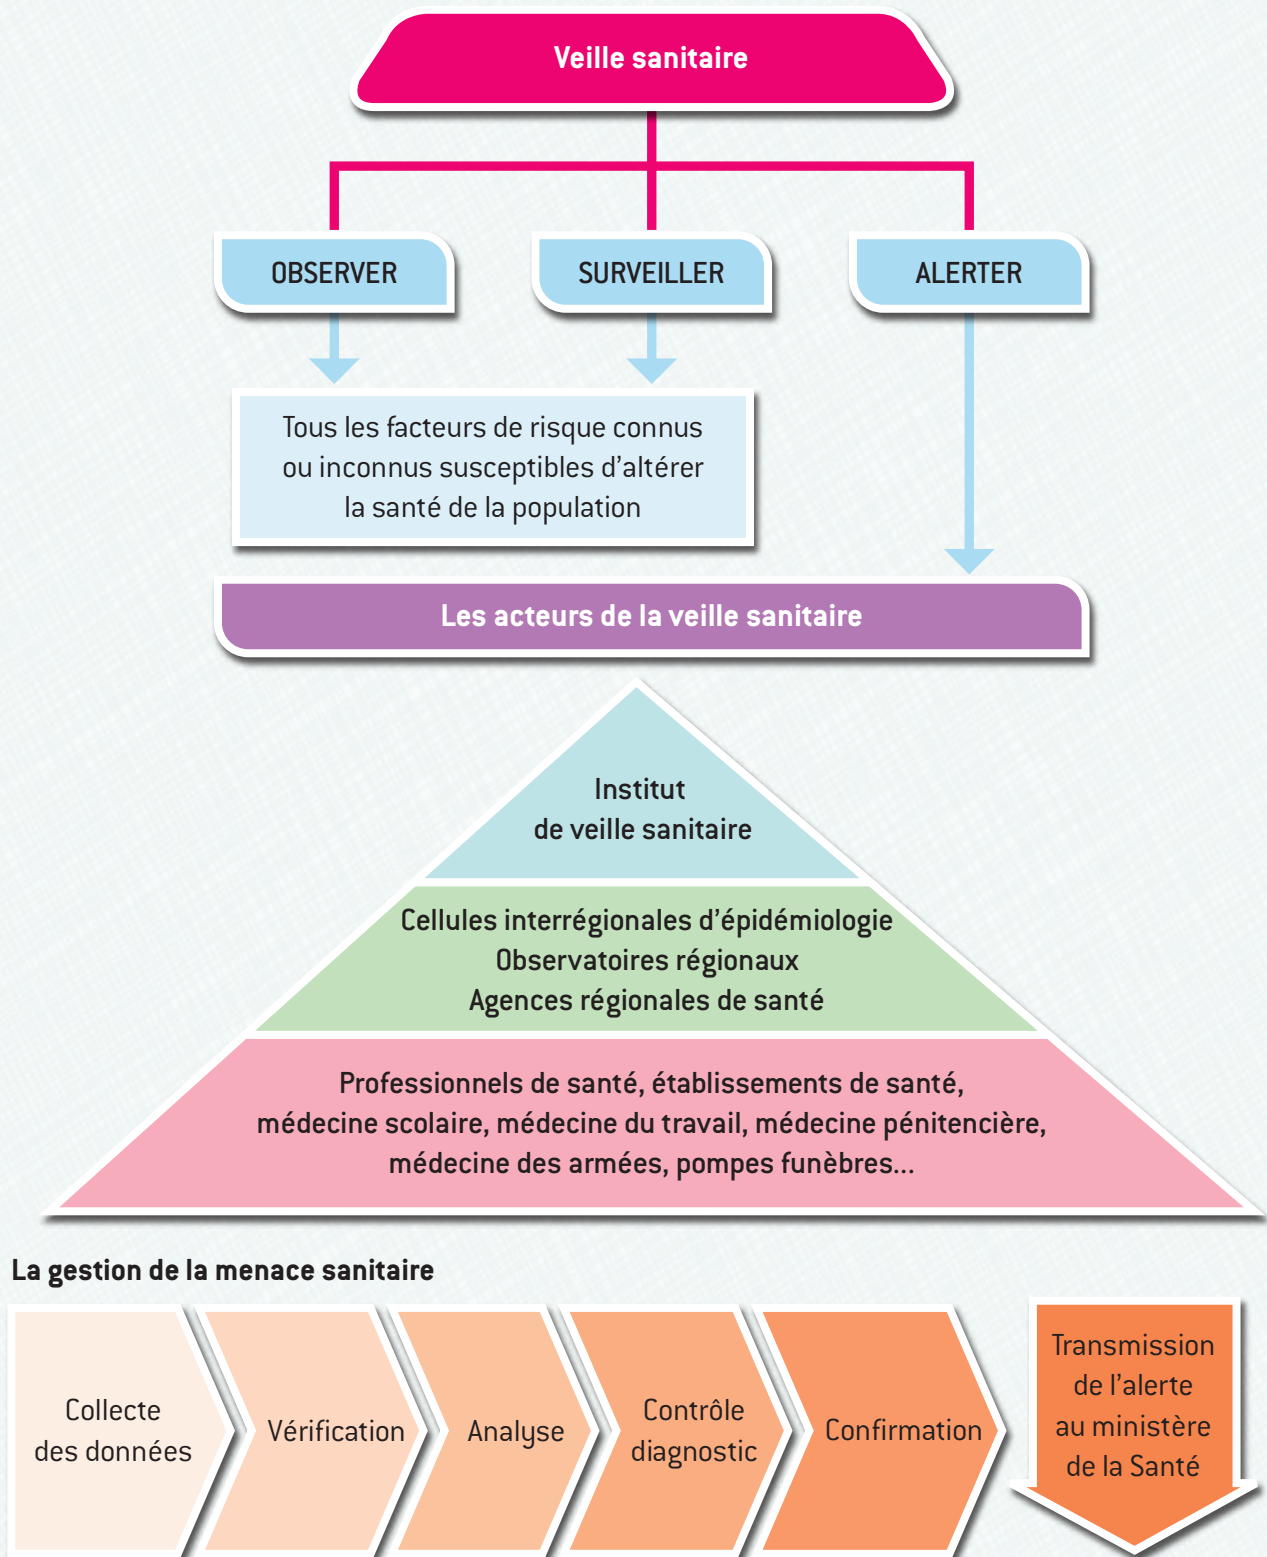 Veille sanitaire
OBSERVER
SURVEILLER
ALERTER
Tous les facteurs de risque connus
ou inconnus susceptibles d'altérer
la santé de la population
Les acteurs de la veille sanitaire
Institut
de veille sanitaire
Cellules interrégionales d'épidémiologie
Observatoires régionaux
Agences régionales de santé
Professionnels de santé, établissements de santé,
médecine scolaire, médecine du travail, médecine pénitencière,
médecine des armées, pompes funèbres...
La gestion de la menace sanitaire
Collecte
des données
Vérification
Analyse
Contrôle
diagnostic
Confirmation
Transmission
de l'alerte
au ministère
de la Santé